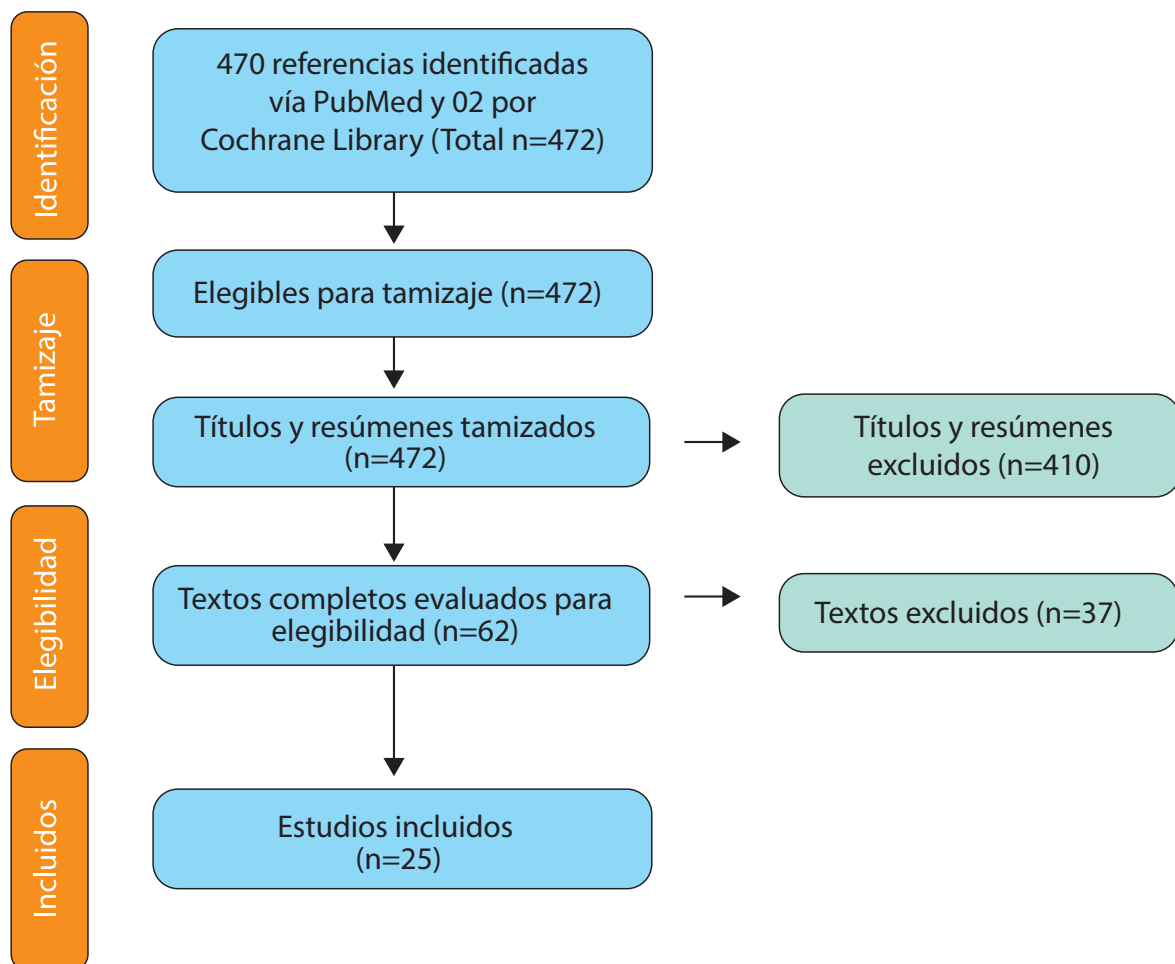 Identificación
470 referencias identificadas
vía PubMed y 02 por
Cochrane Library (Total n=472)
Tamizaje
Elegibles para tamizaje (n=472)
Títulos y resúmenes tamizados
(n=472)
Títulos y resúmenes
excluidos (n=410)
Elegibilidad
Textos completos evaluados para
elegibilidad (n=62)
Textos excluidos (n=37)
Incluidos
Estudios incluidos
(n=25)